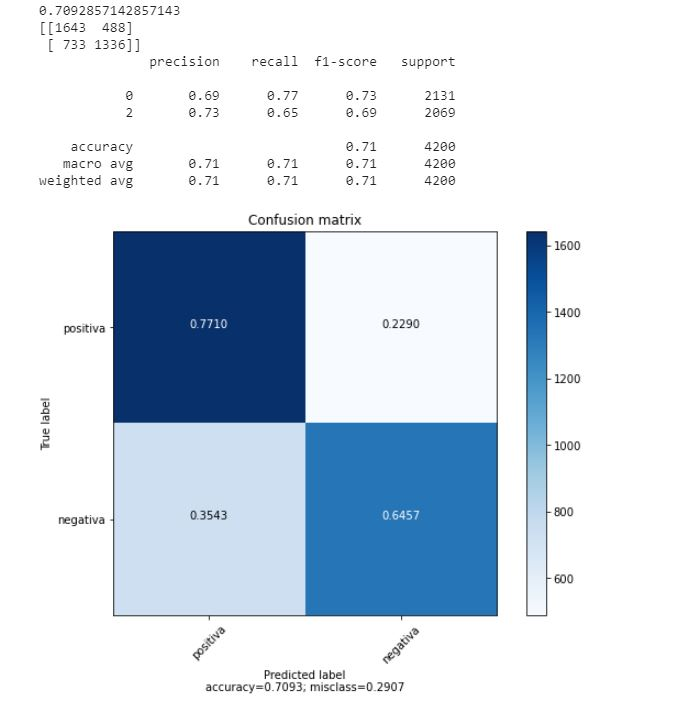 0.7092857142857143
[[1643 488]
[ 733 1336]]
precision recall f1-score support
0 0.69 0.77 0.73 2131
2 0.73 0.65 0.69 2069
accuracy 0.71 4200
macro avg 0.71 0.71 0.71 4200
weighted avg 0.71 0.71 0.71 4200
Confusion matrix
1600
1400
1200
1000
800
600
positiva
0.7710 0.2290
True label
negativa
0.3543 0.6457
positiva
negativa
Predicted label
accuracy=0.7093; misclass=0.2907